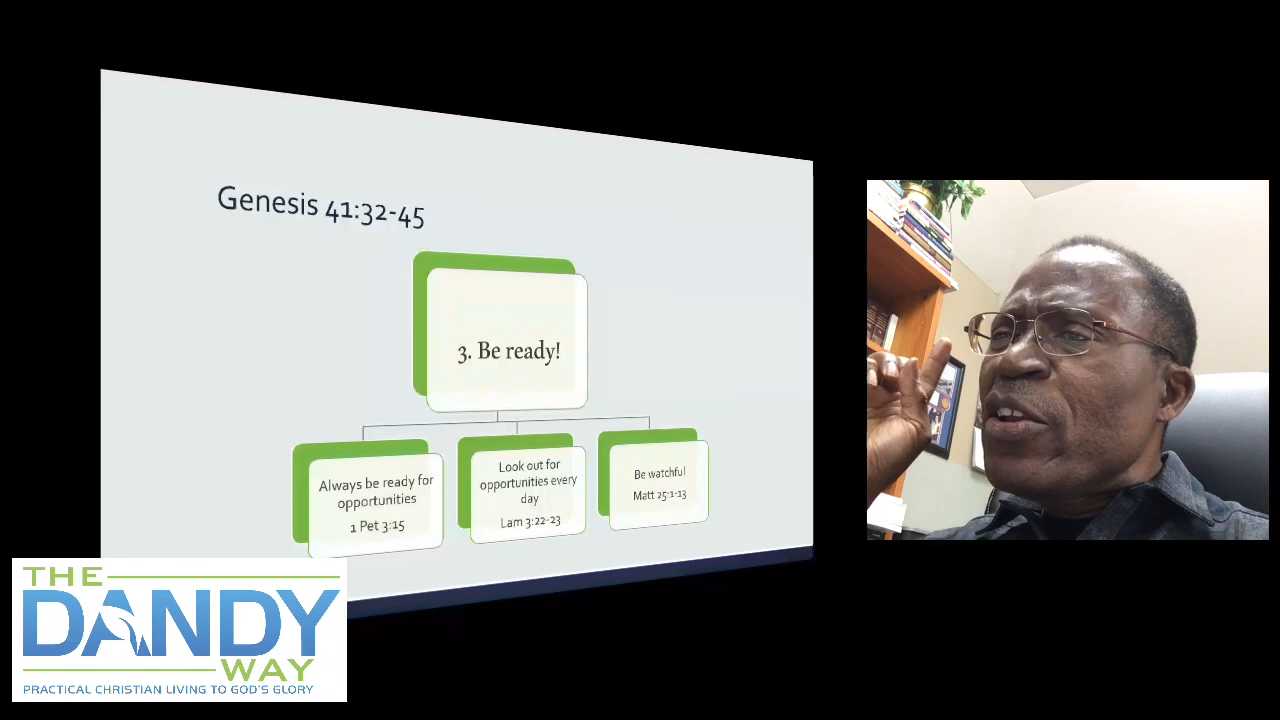 Genesis 41:32-45
3. Be ready!
Always be ready for
opportunities
1 Pet 3:15
Look out for
opportunities every
day
Lam 3:22-23
Be watchful
Matt 25:1-13
THE
DANDY
WAY
PRACTICAL CHRISTIAN LIVING TO GOD'S GLORY